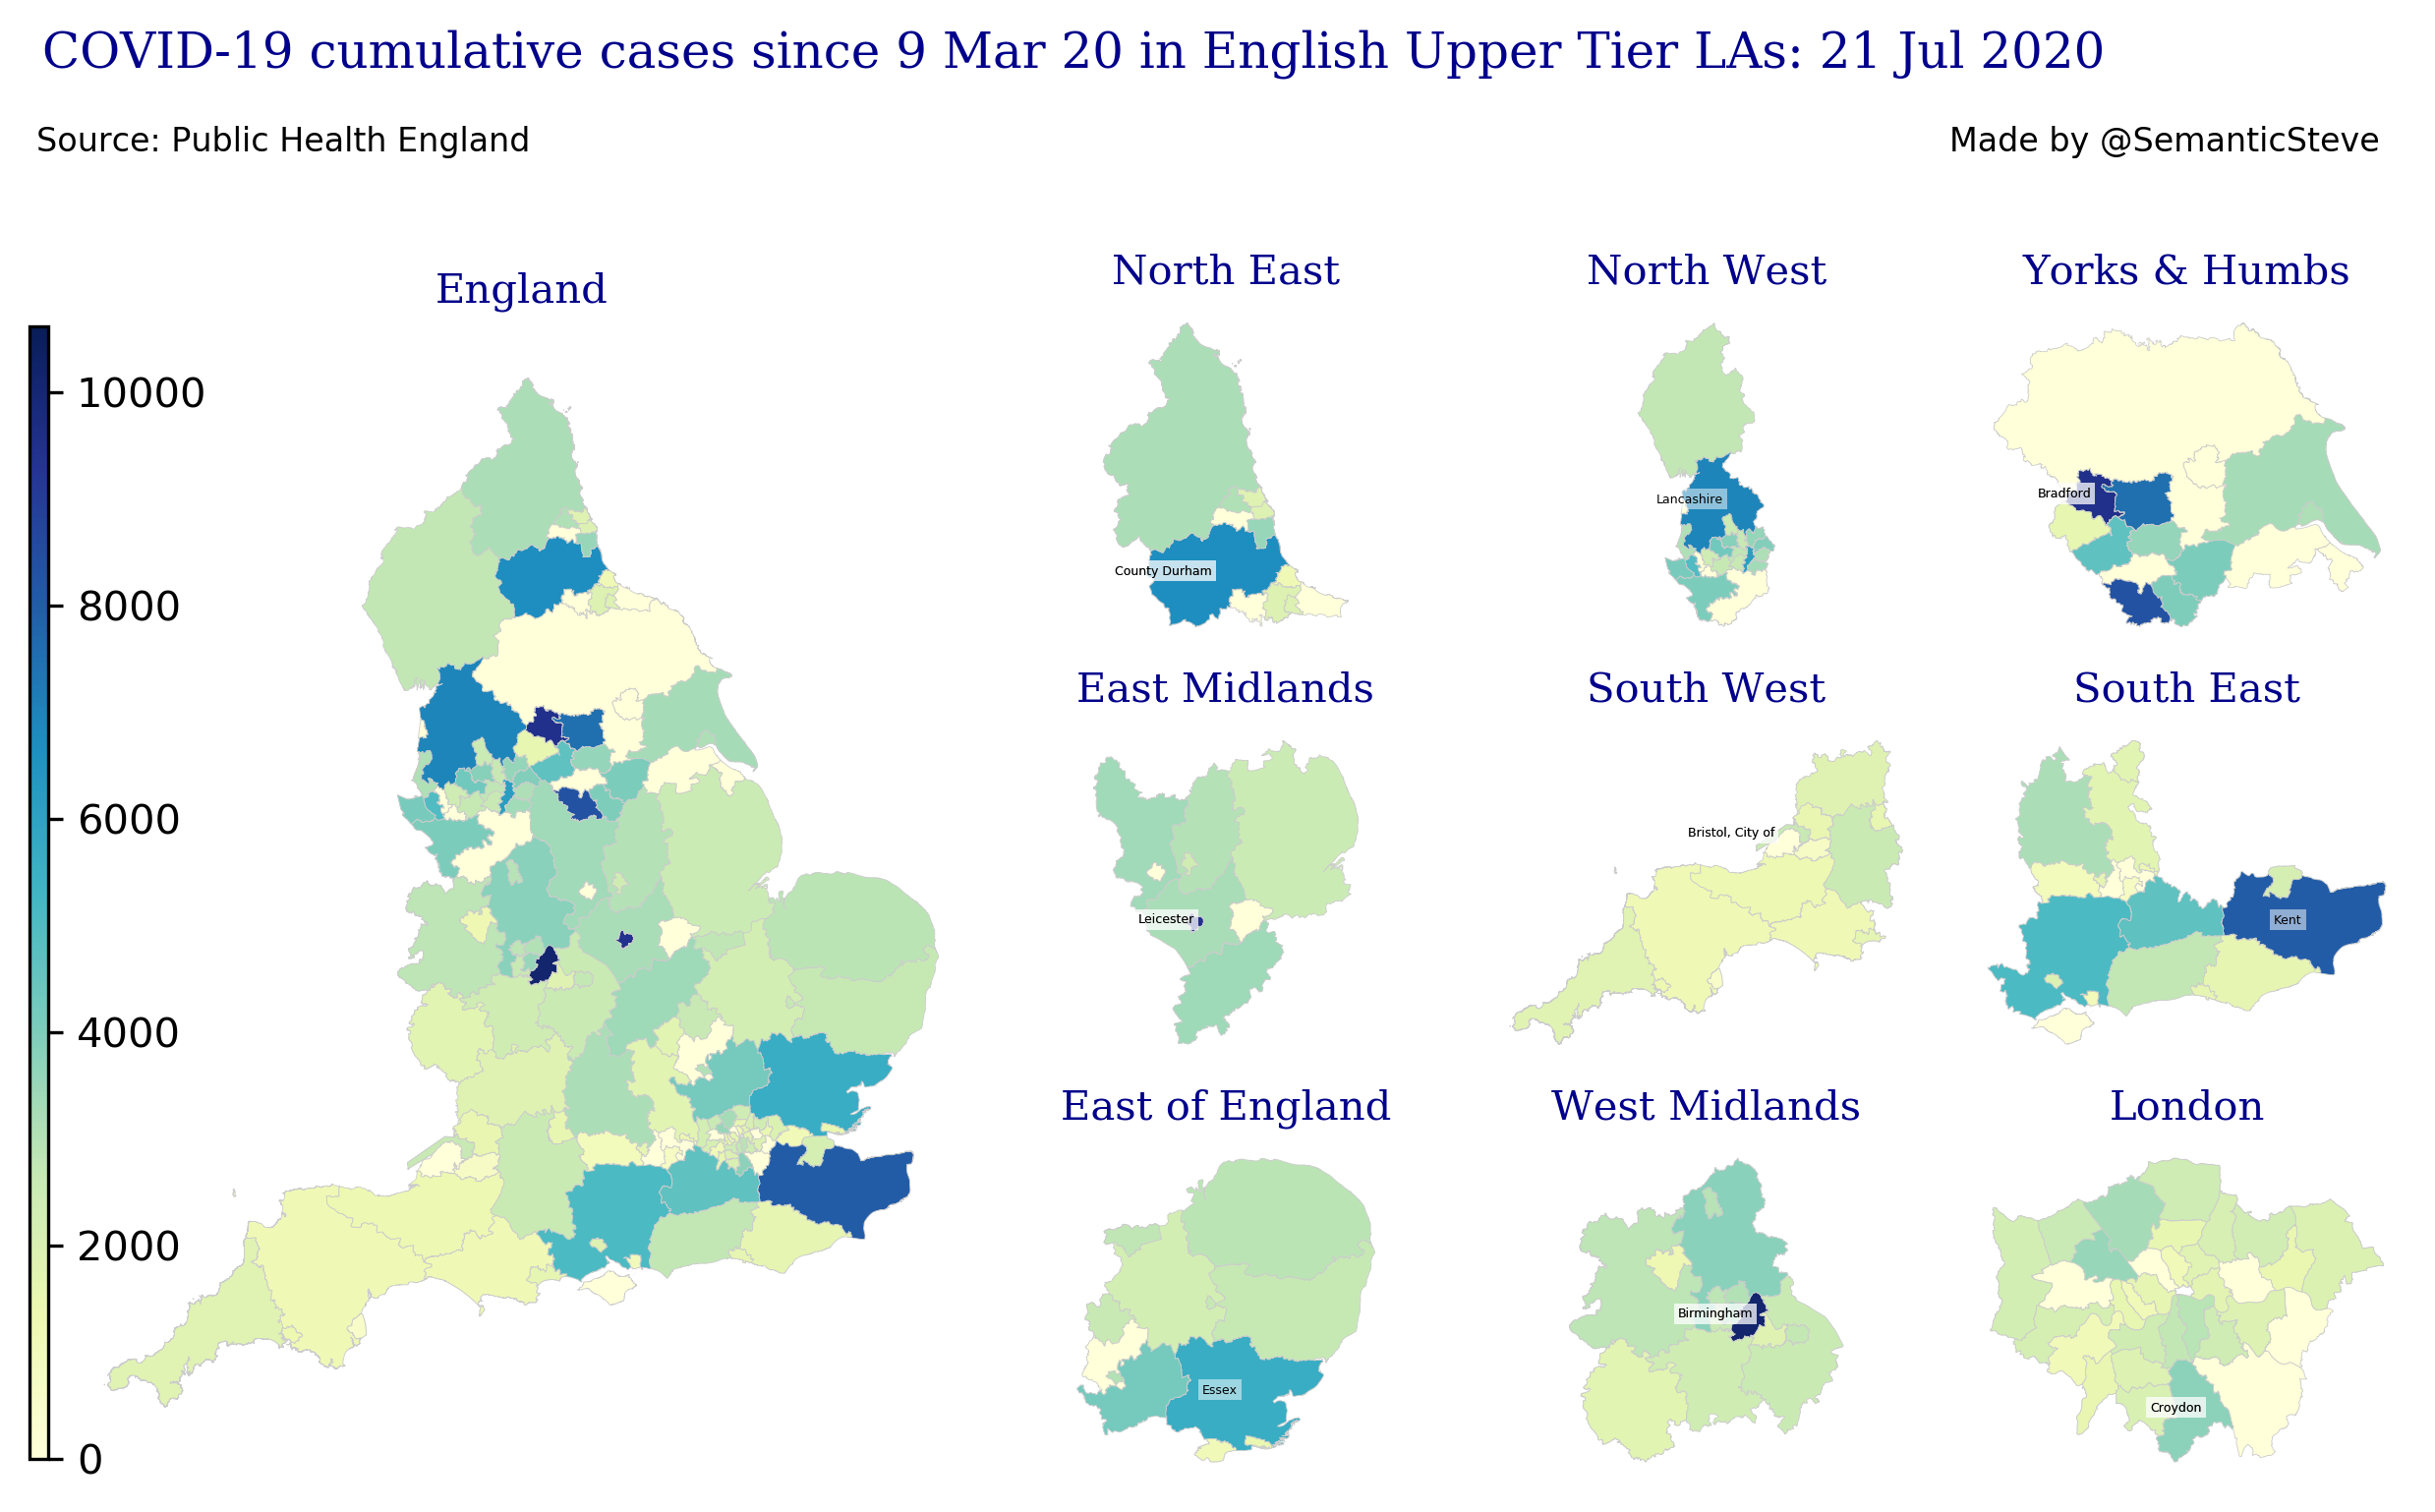 COVID-19 cumulative cases since 9 Mar 20 in English Upper Tier LAs: 21 Jul 2020
Source: Public Health England
Made by @SemanticSteve
England
10000
8000
6000
4000
2000
0
North East
County Durham
North West
Lancashire
Yorks & Humbs
Bradford
East Midlands
Leicester
South West
Bristol, City of
South East
Kent
East of England
Essex
West Midlands
Birmingham
London
Croydon